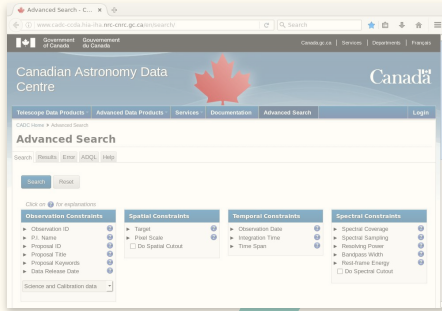 Advanced Search - C...
www.cadc-ccda.hia-iha.nrc-cnrc.gc.ca/en/search/
Search
Government of Canada
Gouvernement du Canada
Canada.gc.ca | Services | Departments | Français
Canadian Astronomy Data Centre
Canada
Telescope Data Products Advanced Data Products Services Documentation Advanced Search Login
CADC Home Advanced Search
Advanced Search
Search Results Error ADQL Help
Search Reset
Click on ? for explanations
Observation Constraints
Observation ID
P.I. Name
Proposal ID
Proposal Title
Proposal Keywords
Data Release Date
Science and Calibration data
Spatial Constraints
Target
Pixel Scale
Do Spatial Cutout
Temporal Constraints
Observation Date
Integration Time
Time Span
Spectral Constraints
Spectral Coverage
Spectral Sampling
Resolving Power
Bandpass Width
Rest-frame Energy
Do Spectral Cutout